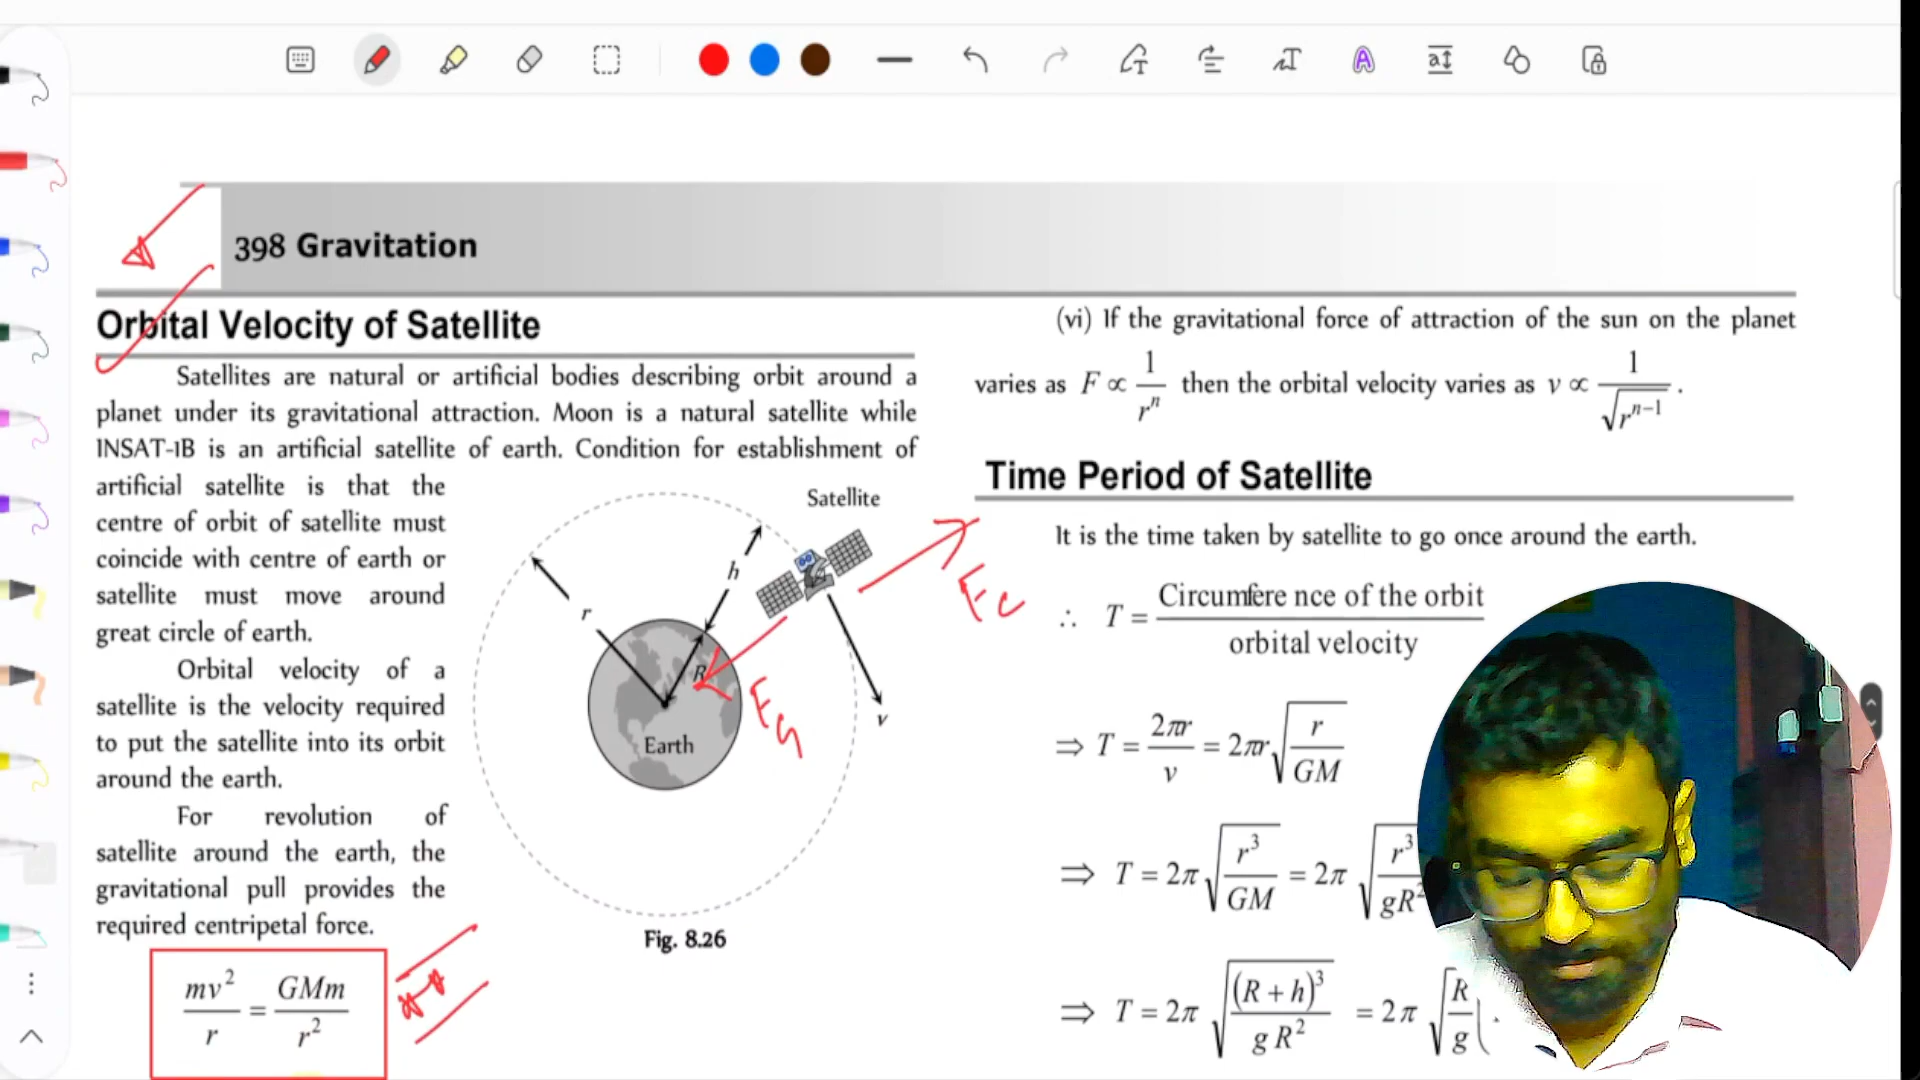 398 Gravitation
Orbital Velocity of Satellite
Satellites are natural or artificial bodies describing orbit around a
planet under its gravitational attraction. Moon is a natural satellite while
INSAT-1B is an artificial satellite of earth. Condition for establishment of
artificial satellite is that the
centre of orbit of satellite must
coincide with centre of earth or
satellite must move around
great circle of earth.
Orbital velocity of a
satellite is the velocity required
to put the satellite into its orbit
around the earth.
For revolution of
satellite around the earth, the
gravitational pull provides the
required centripetal force.
mv²/r = GMm/r²
Satellite
h
r
R
Fc
FG
v
Earth
Fig. 8.26
(vi) If the gravitational force of attraction of the sun on the planet
varies as F ∝ 1/rⁿ then the orbital velocity varies as v ∝ 1/√(rⁿ⁻¹) .
Time Period of Satellite
It is the time taken by satellite to go once around the earth.
∴ T = Circumfere nce of the orbit / orbital velocity
⇒ T = 2πr/v = 2πr√(r/GM)
⇒ T = 2π√(r³/GM) = 2π√(r³/gR²
⇒ T = 2π√((R + h)³/g R²) = 2π√(R/g) (